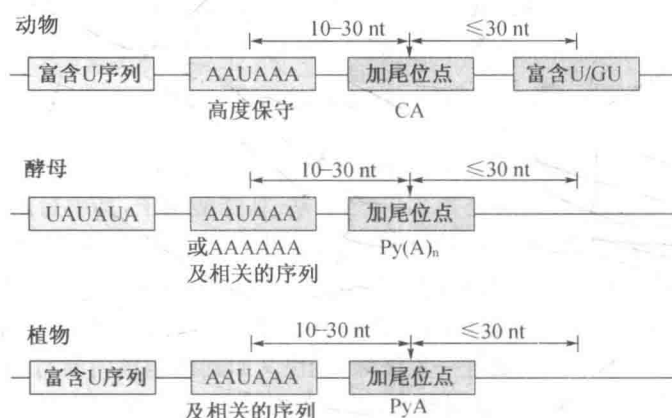 动物
10–30 nt ≤30 nt
富含U序列 AAUAAA 加尾位点 富含U/GU
高度保守 CA
酵母
10–30 nt ≤30 nt
UAUAUA AAUAAA 加尾位点
或AAAAAA Py(A)n
及相关的序列
植物
10–30 nt ≤30 nt
富含U序列 AAUAAA 加尾位点
及相关的序列 PyA